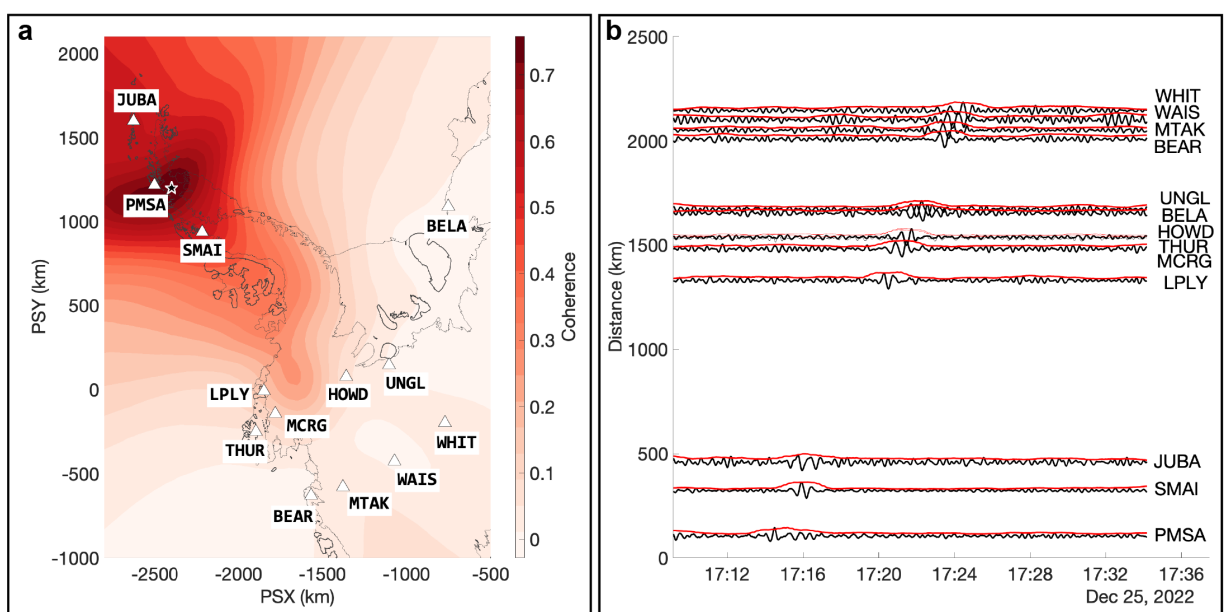 a
2000
1500
1000
500
0
-500
-1000
PSY (km)
-2500
-2000
-1500
-1000
-500
PSX (km)
JUBA
PMSA
SMAI
BELA
LPLY
HOWD
UNGL
MCRG
THUR
WHIT
WAIS
MTAK
BEAR
0.7
0.6
0.5
0.4
0.3
0.2
0.1
0
Coherence
b
2500
2000
1500
1000
500
0
Distance (km)
WHIT
WAIS
MTAK
BEAR
UNGL
BELA
HOWD
THUR
MCRG
LPLY
JUBA
SMAI
PMSA
17:12
17:16
17:20
17:24
17:28
17:32
17:36
Dec 25, 2022